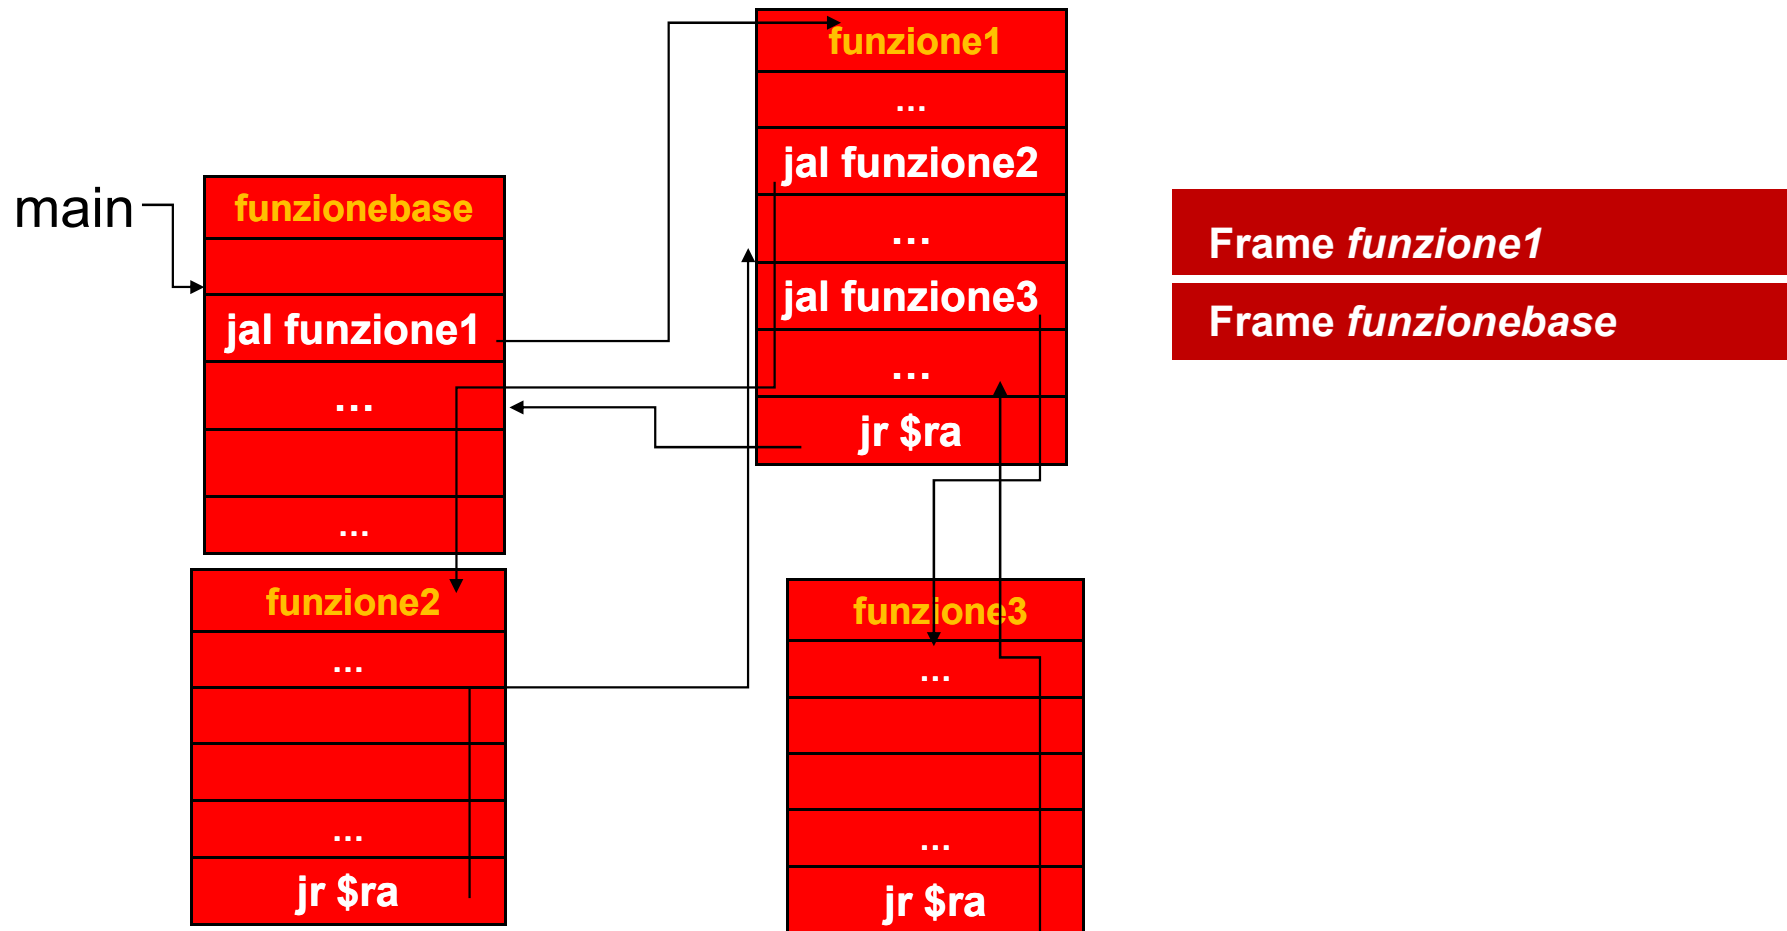 main
funzionebase
jal funzione1
...
...
funzione1
...
jal funzione2
...
jal funzione3
...
jr $ra
funzione2
...
...
jr $ra
funzione3
...
...
jr $ra
Frame funzione1
Frame funzionebase